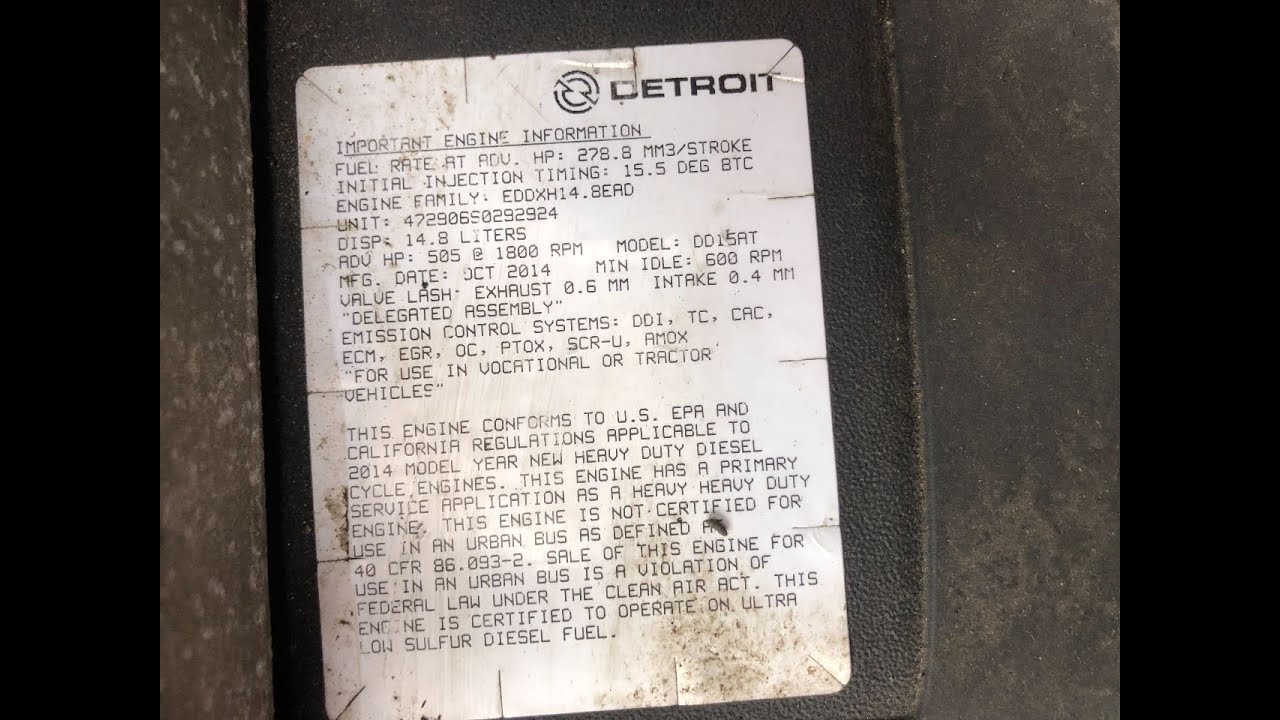 DETROIT
IMPORTANT ENGINE INFORMATION
FUEL RATE AT ADV. HP: 278.8 MM3/STROKE
INITIAL INJECTION TIMING: 15.5 DEG BTC
ENGINE FAMILY: EDDXH14.8EAD
UNIT: 472906S0292924
DISP: 14.8 LITERS
ADV HP: 505 @ 1800 RPM MODEL: DD15AT
MFG. DATE: OCT 2014 MIN IDLE: 600 RPM
VALVE LASH: EXHAUST 0.6 MM INTAKE 0.4 MM
"DELEGATED ASSEMBLY"
EMISSION CONTROL SYSTEMS: DDI, TC, CAC,
ECM, EGR, OC, PTOX, SCR-U, AMOX
"FOR USE IN VOCATIONAL OR TRACTOR
VEHICLES"
THIS ENGINE CONFORMS TO U.S. EPA AND
CALIFORNIA REGULATIONS APPLICABLE TO
2014 MODEL YEAR NEW HEAVY DUTY DIESEL
CYCLE ENGINES. THIS ENGINE HAS A PRIMARY
SERVICE APPLICATION AS A HEAVY HEAVY DUTY
ENGINE. THIS ENGINE IS NOT CERTIFIED FOR
USE IN AN URBAN BUS AS DEFINED
40 CFR 86.093-2. SALE OF THIS ENGINE FOR
USE IN AN URBAN BUS IS A VIOLATION OF
FEDERAL LAW UNDER THE CLEAN AIR ACT. THIS
ENGINE IS CERTIFIED TO OPERATE ON ULTRA
LOW SULFUR DIESEL FUEL.